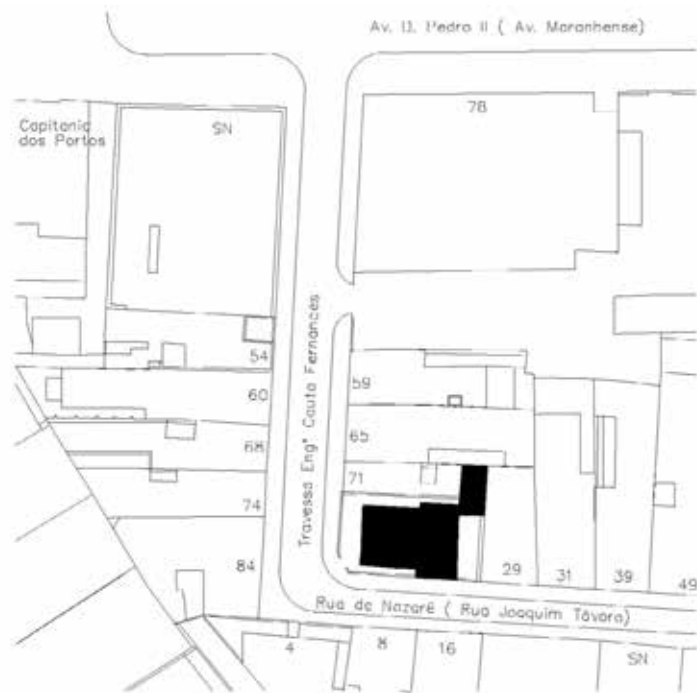 Av. D. Pedro II ( Av. Maranhense)
78
SN
Capitania
dos Portos
54
59
60
65
68
71
74
84
29
31
39
49
Travessa Engº Couto Fernandes
Rua de Nazaré ( Rua Joaquim Távora)
4
8
16
SN